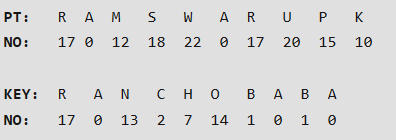 PT: R A M S W A R U P K
NO: 17 0 12 18 22 0 17 20 15 10
KEY: R A N C H O B A B A
NO: 17 0 13 2 7 14 1 0 1 0